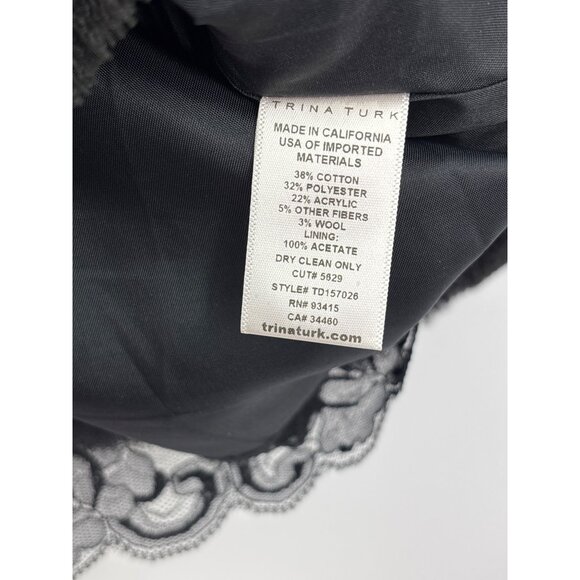 TRINA TURK
MADE IN CALIFORNIA
USA OF IMPORTED
MATERIALS
38% COTTON
32% POLYESTER
22% ACRYLIC
5% OTHER FIBERS
3% WOOL
LINING:
100% ACETATE
DRY CLEAN ONLY
CUT# 5629
STYLE# TD157026
RN# 93415
CA# 34460
trinaturk.com